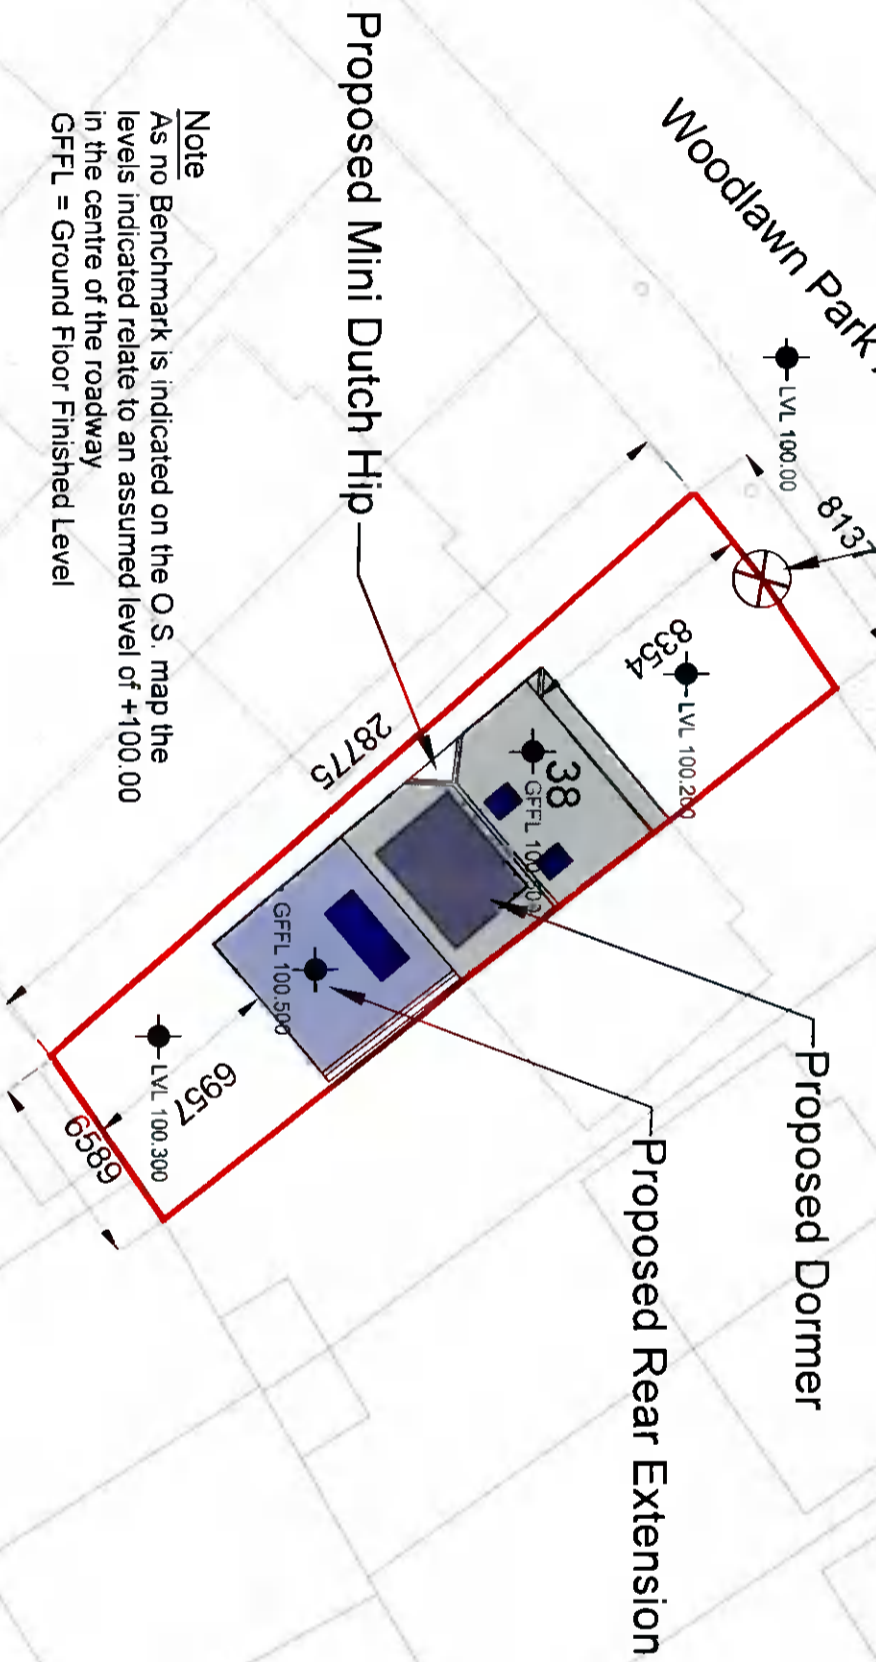 Woodlawn Park
LVL 100.00
8137
8354
LVL 100.200
38
GFFL
28775
GFFL 100.500
6957
LVL 100.300
6589
Proposed Mini Dutch Hip
Proposed Dormer
Proposed Rear Extension
Note
As no Benchmark is indicated on the O.S. map the
levels indicated relate to an assumed level of +100.00
in the centre of the roadway
GFFL = Ground Floor Finished Level